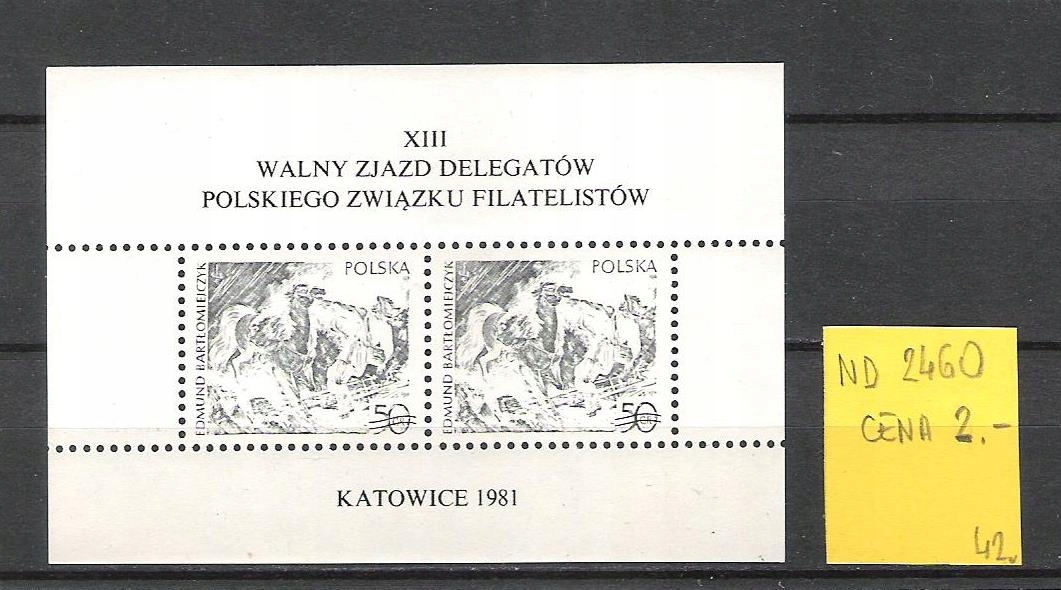 XIII
WALNY ZJAZD DELEGATÓW
POLSKIEGO ZWIĄZKU FILATELISTÓW
EDMUND BARTŁOMIEJCZYK
POLSKA
50
EDMUND BARTŁOMIEJCZYK
POLSKA
50
KATOWICE 1981
ND 2460
CENA 2.-
42